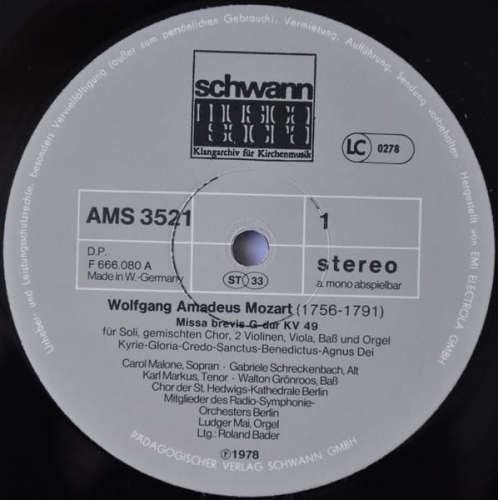 Urheber- und Leistungsschutzrechte, besonders Vervielfältigung (außer zum persönlichen Gebrauch), Vermietung, Aufführung, Sendung vorbehalten · Hergestellt von EMI ELECTROLA GMBH
schwann
MUSICA
SACRA
Klangarchiv für Kirchenmusik
LC 0278
AMS 3521
1
D.P.
F 666.080 A
Made in W.-Germany
ST 33
stereo
a. mono abspielbar
Wolfgang Amadeus Mozart (1756-1791)
Missa brevis G-dur KV 49
für Soli, gemischten Chor, 2 Violinen, Viola, Baß und Orgel
Kyrie-Gloria-Credo-Sanctus-Benedictus-Agnus Dei
Carol Malone, Sopran · Gabriele Schreckenbach, Alt
Karl Markus, Tenor · Walton Grönroos, Baß
Chor der St. Hedwigs-Kathedrale Berlin
Mitglieder des Radio-Symphonie-
Orchesters Berlin
Ludger Mai, Orgel
Ltg.: Roland Bader
℗1978
PÄDAGOGISCHER VERLAG SCHWANN GMBH